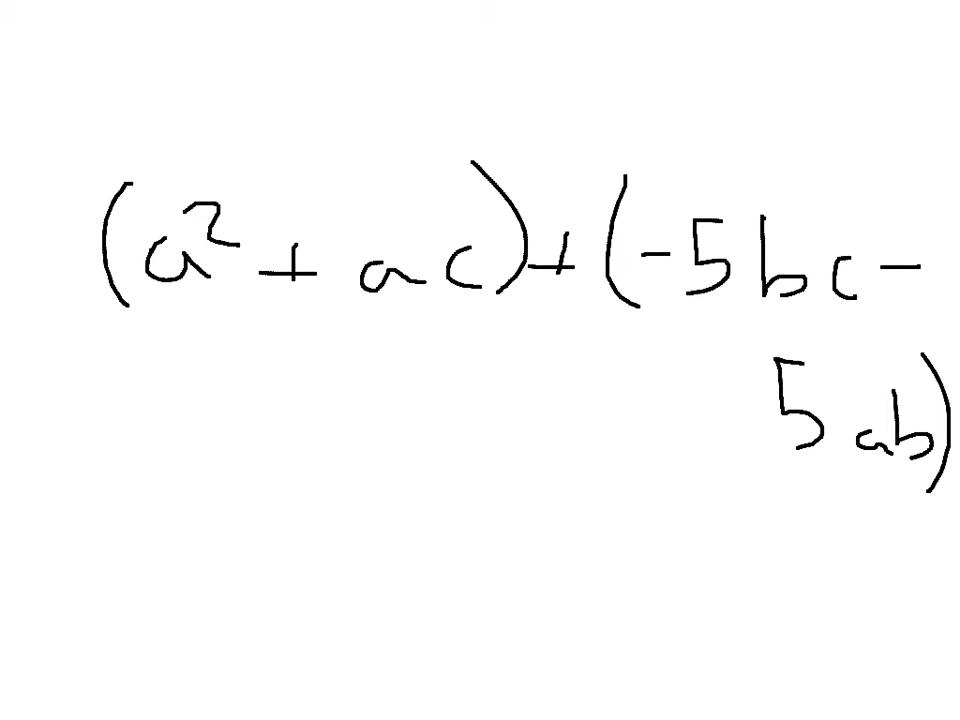 (a² + ac) + (-5bc -
5ab)